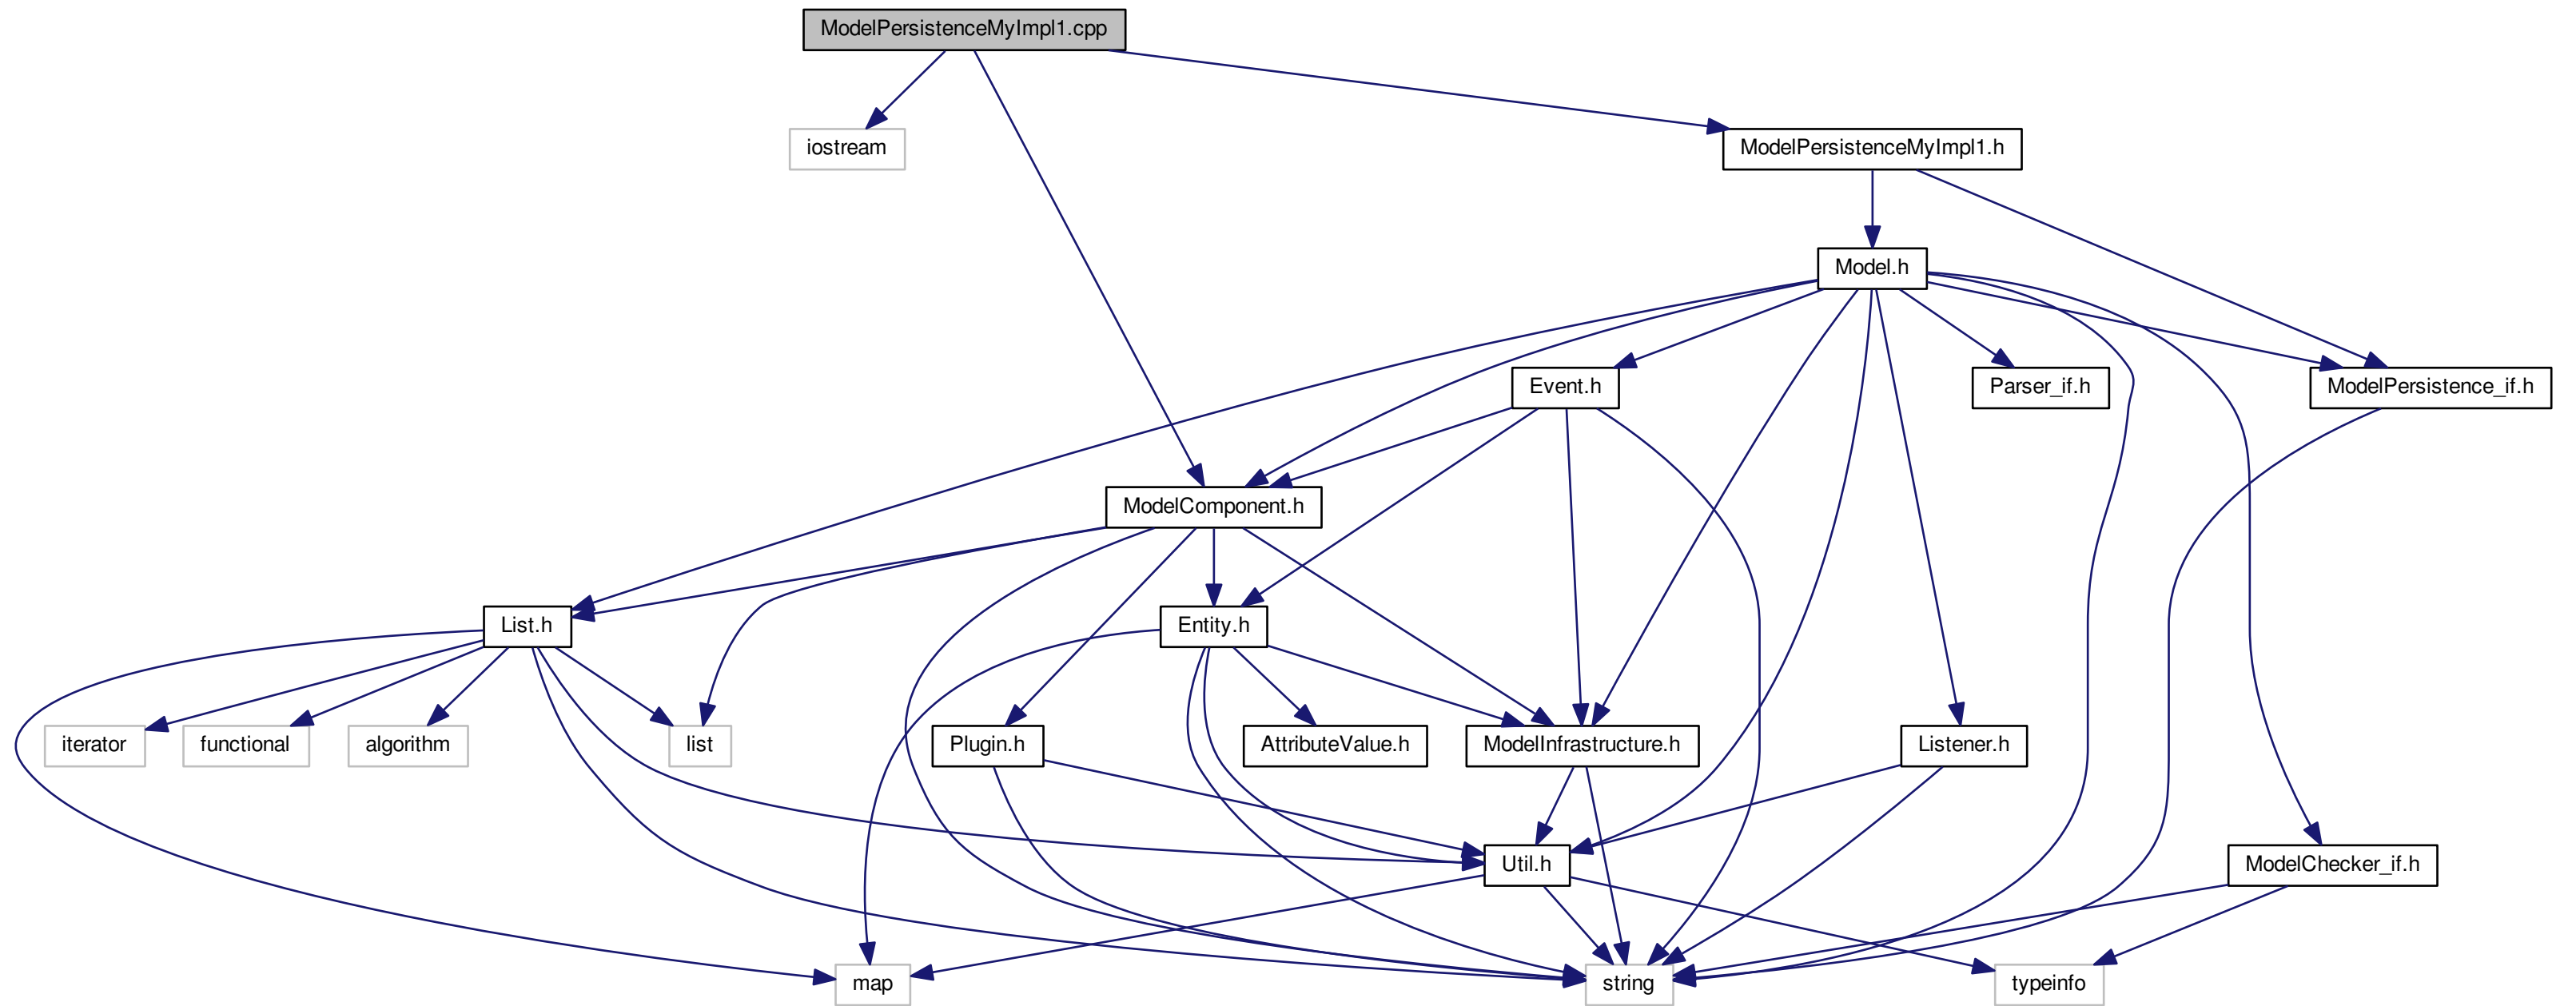 ModelPersistenceMyImpl1.cpp
iostream
ModelPersistenceMyImpl1.h
Model.h
Event.h
Parser_if.h
ModelPersistence_if.h
ModelComponent.h
List.h
Entity.h
iterator
functional
algorithm
list
Plugin.h
AttributeValue.h
ModelInfrastructure.h
Listener.h
Util.h
ModelChecker_if.h
map
string
typeinfo